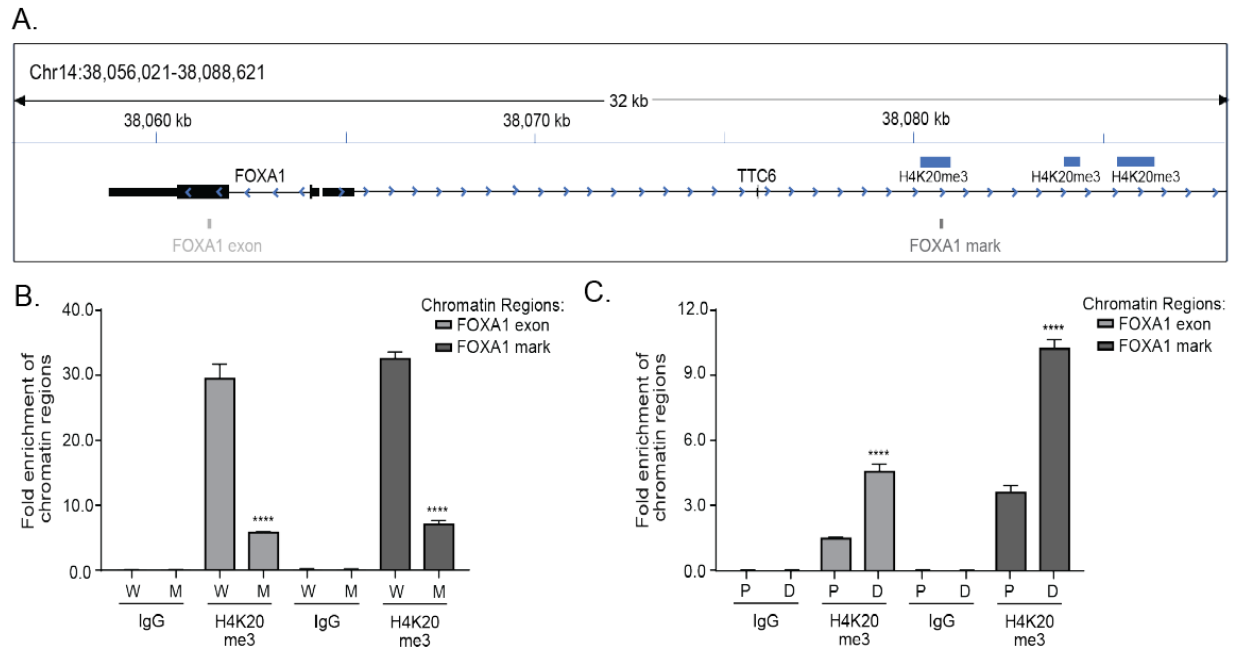 A.
Chr14:38,056,021-38,088,621
32 kb
38,060 kb 38,070 kb 38,080 kb
FOXA1 TTC6 H4K20me3 H4K20me3 H4K20me3
FOXA1 exon FOXA1 mark
B.
Fold enrichment of
chromatin regions
40.0
30.0
20.0
10.0
0.0
Chromatin Regions:
FOXA1 exon
FOXA1 mark
**** ****
W M W M W M W M
IgG H4K20 IgG H4K20
me3 me3
C.
Fold enrichment of
chromatin regions
12.0
9.0
6.0
3.0
0.0
Chromatin Regions:
FOXA1 exon
FOXA1 mark
**** ****
P D P D P D P D
IgG H4K20 IgG H4K20
me3 me3